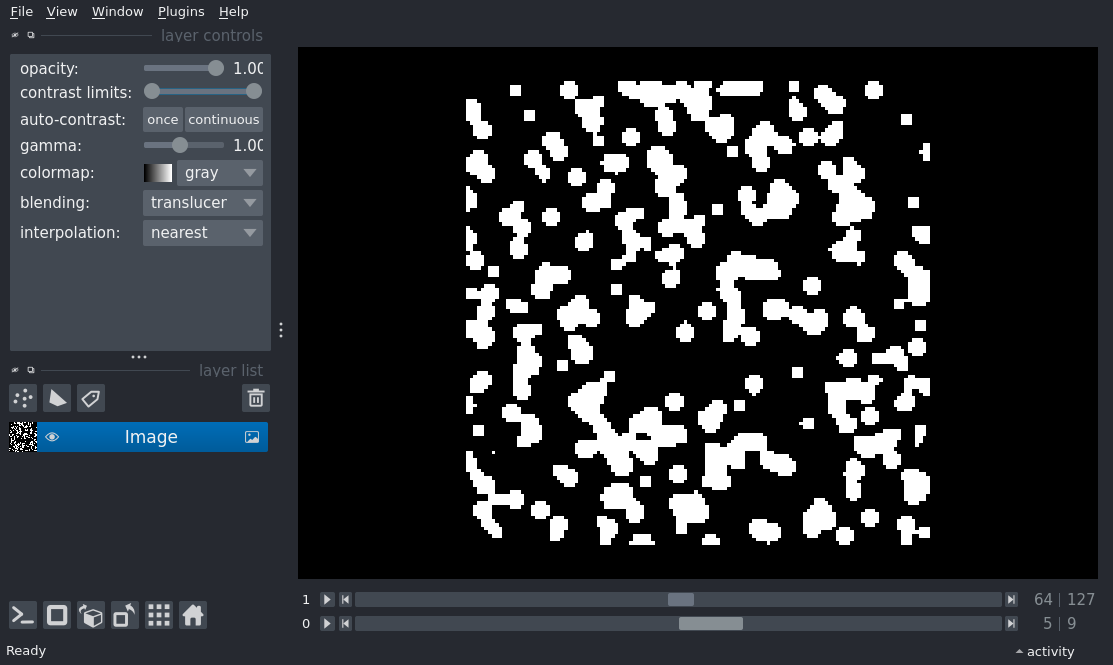 File View Window Plugins Help
layer controls
opacity: 1.00
contrast limits:
auto-contrast: once continuous
gamma: 1.00
colormap: gray
blending: translucer
interpolation: nearest
layer list
Image
1 64 | 127
0 5 | 9
Ready activity